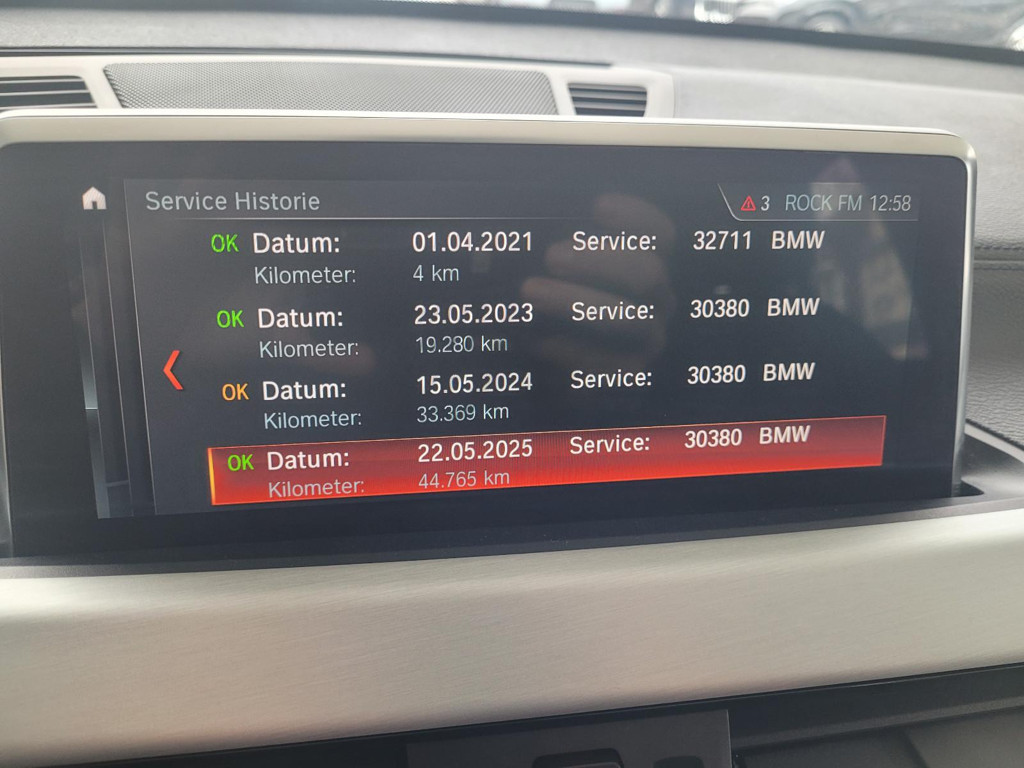 Service Historie
3 ROCK FM 12:58
OK Datum: 01.04.2021 Service: 32711 BMW
Kilometer: 4 km
OK Datum: 23.05.2023 Service: 30380 BMW
Kilometer: 19.280 km
OK Datum: 15.05.2024 Service: 30380 BMW
Kilometer: 33.369 km
OK Datum: 22.05.2025 Service: 30380 BMW
Kilometer: 44.765 km